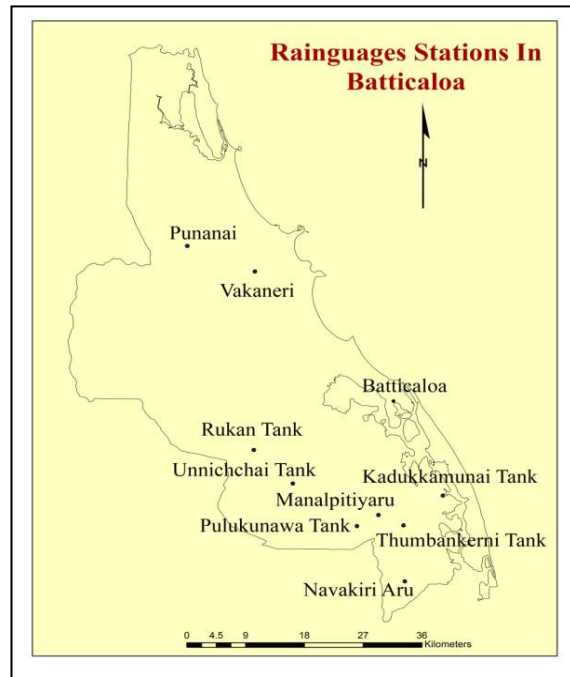 Rainguages Stations In
Batticaloa
N
Punanai
Vakaneri
Batticaloa
Rukan Tank
Unnichchai Tank
Kadukkamunai Tank
Manalpitiyaru
Pulukunawa Tank
Thumbankerni Tank
Navakiri Aru
0 4.5 9 18 27 36
Kilometers